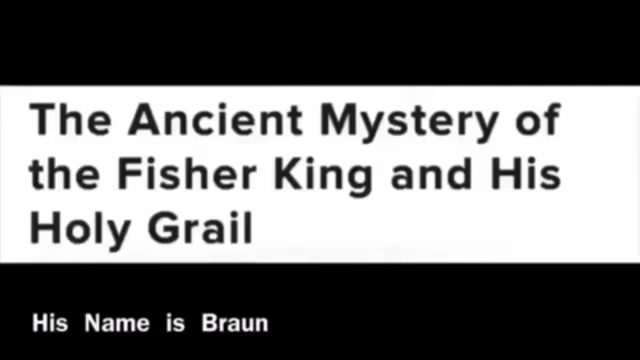 The Ancient Mystery of
the Fisher King and His
Holy Grail
His Name is Braun